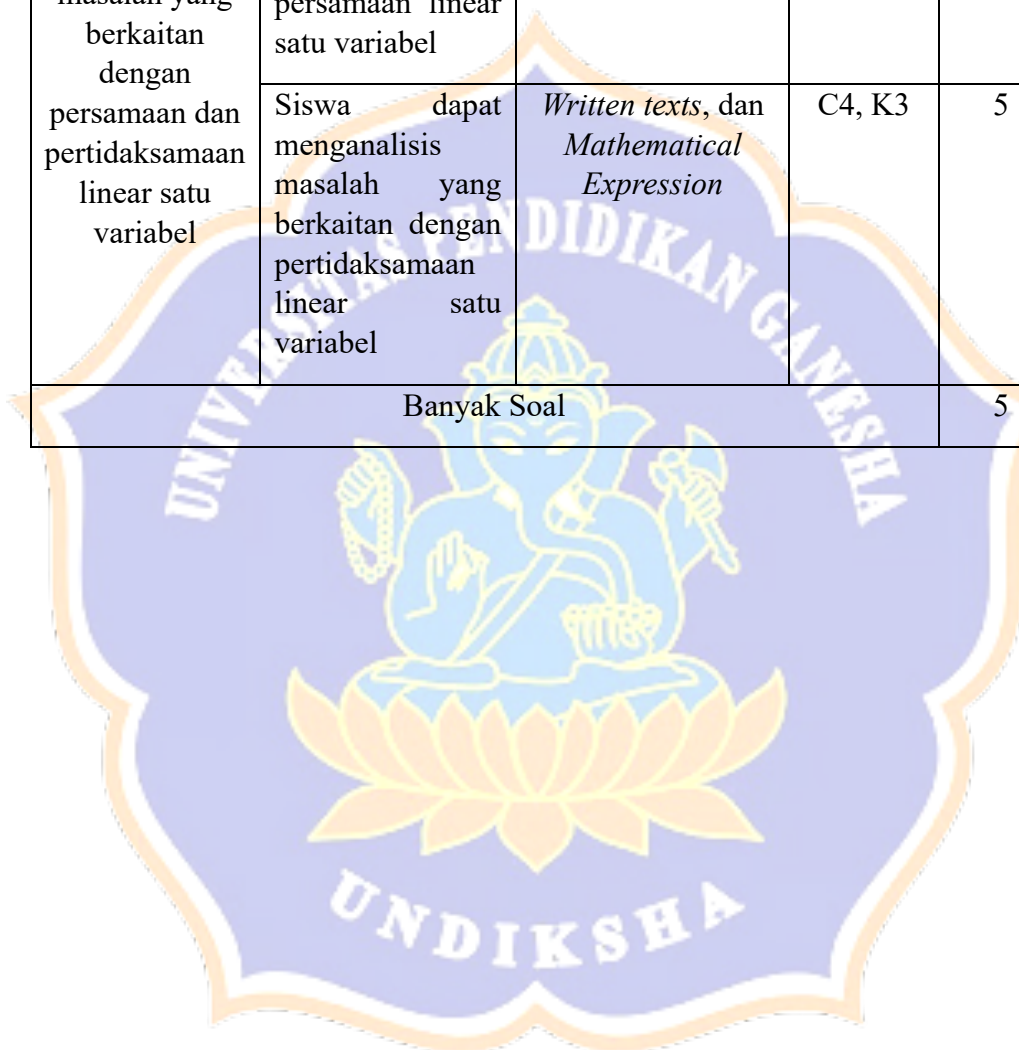 masalah yang
berkaitan
dengan
persamaan dan
pertidaksamaan
linear satu
variabel
persamaan linear
satu variabel
Siswa dapat
menganalisis
masalah yang
berkaitan dengan
pertidaksamaan
linear satu
variabel
Written texts, dan
Mathematical
Expression
C4, K3
5
Banyak Soal
5
UNIVERSITAS PENDIDIKAN GANESHA
UNDIKSHA